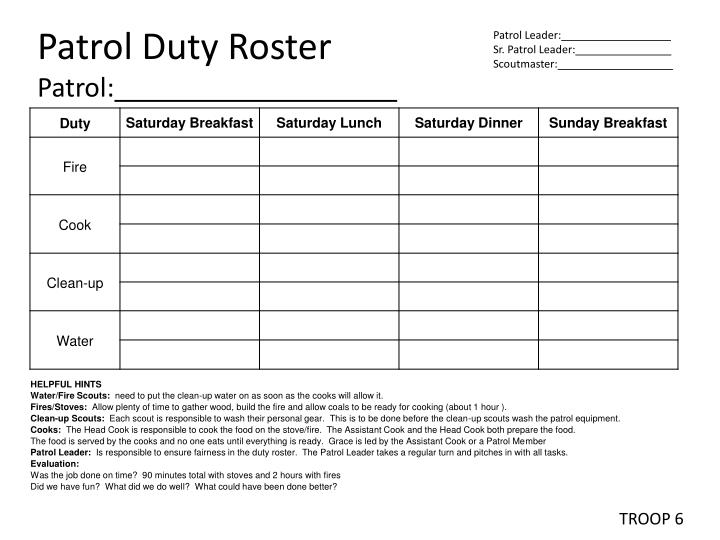 Patrol Duty Roster
Patrol:____________________
Patrol Leader:___________________
Sr. Patrol Leader:________________
Scoutmaster:____________________
Duty Saturday Breakfast Saturday Lunch Saturday Dinner Sunday Breakfast
Fire
Cook
Clean-up
Water
HELPFUL HINTS
Water/Fire Scouts: need to put the clean-up water on as soon as the cooks will allow it.
Fires/Stoves: Allow plenty of time to gather wood, build the fire and allow coals to be ready for cooking (about 1 hour ).
Clean-up Scouts: Each scout is responsible to wash their personal gear. This is to be done before the clean-up scouts wash the patrol equipment.
Cooks: The Head Cook is responsible to cook the food on the stove/fire. The Assistant Cook and the Head Cook both prepare the food.
The food is served by the cooks and no one eats until everything is ready. Grace is led by the Assistant Cook or a Patrol Member
Patrol Leader: Is responsible to ensure fairness in the duty roster. The Patrol Leader takes a regular turn and pitches in with all tasks.
Evaluation:
Was the job done on time? 90 minutes total with stoves and 2 hours with fires
Did we have fun? What did we do well? What could have been done better?
TROOP 6